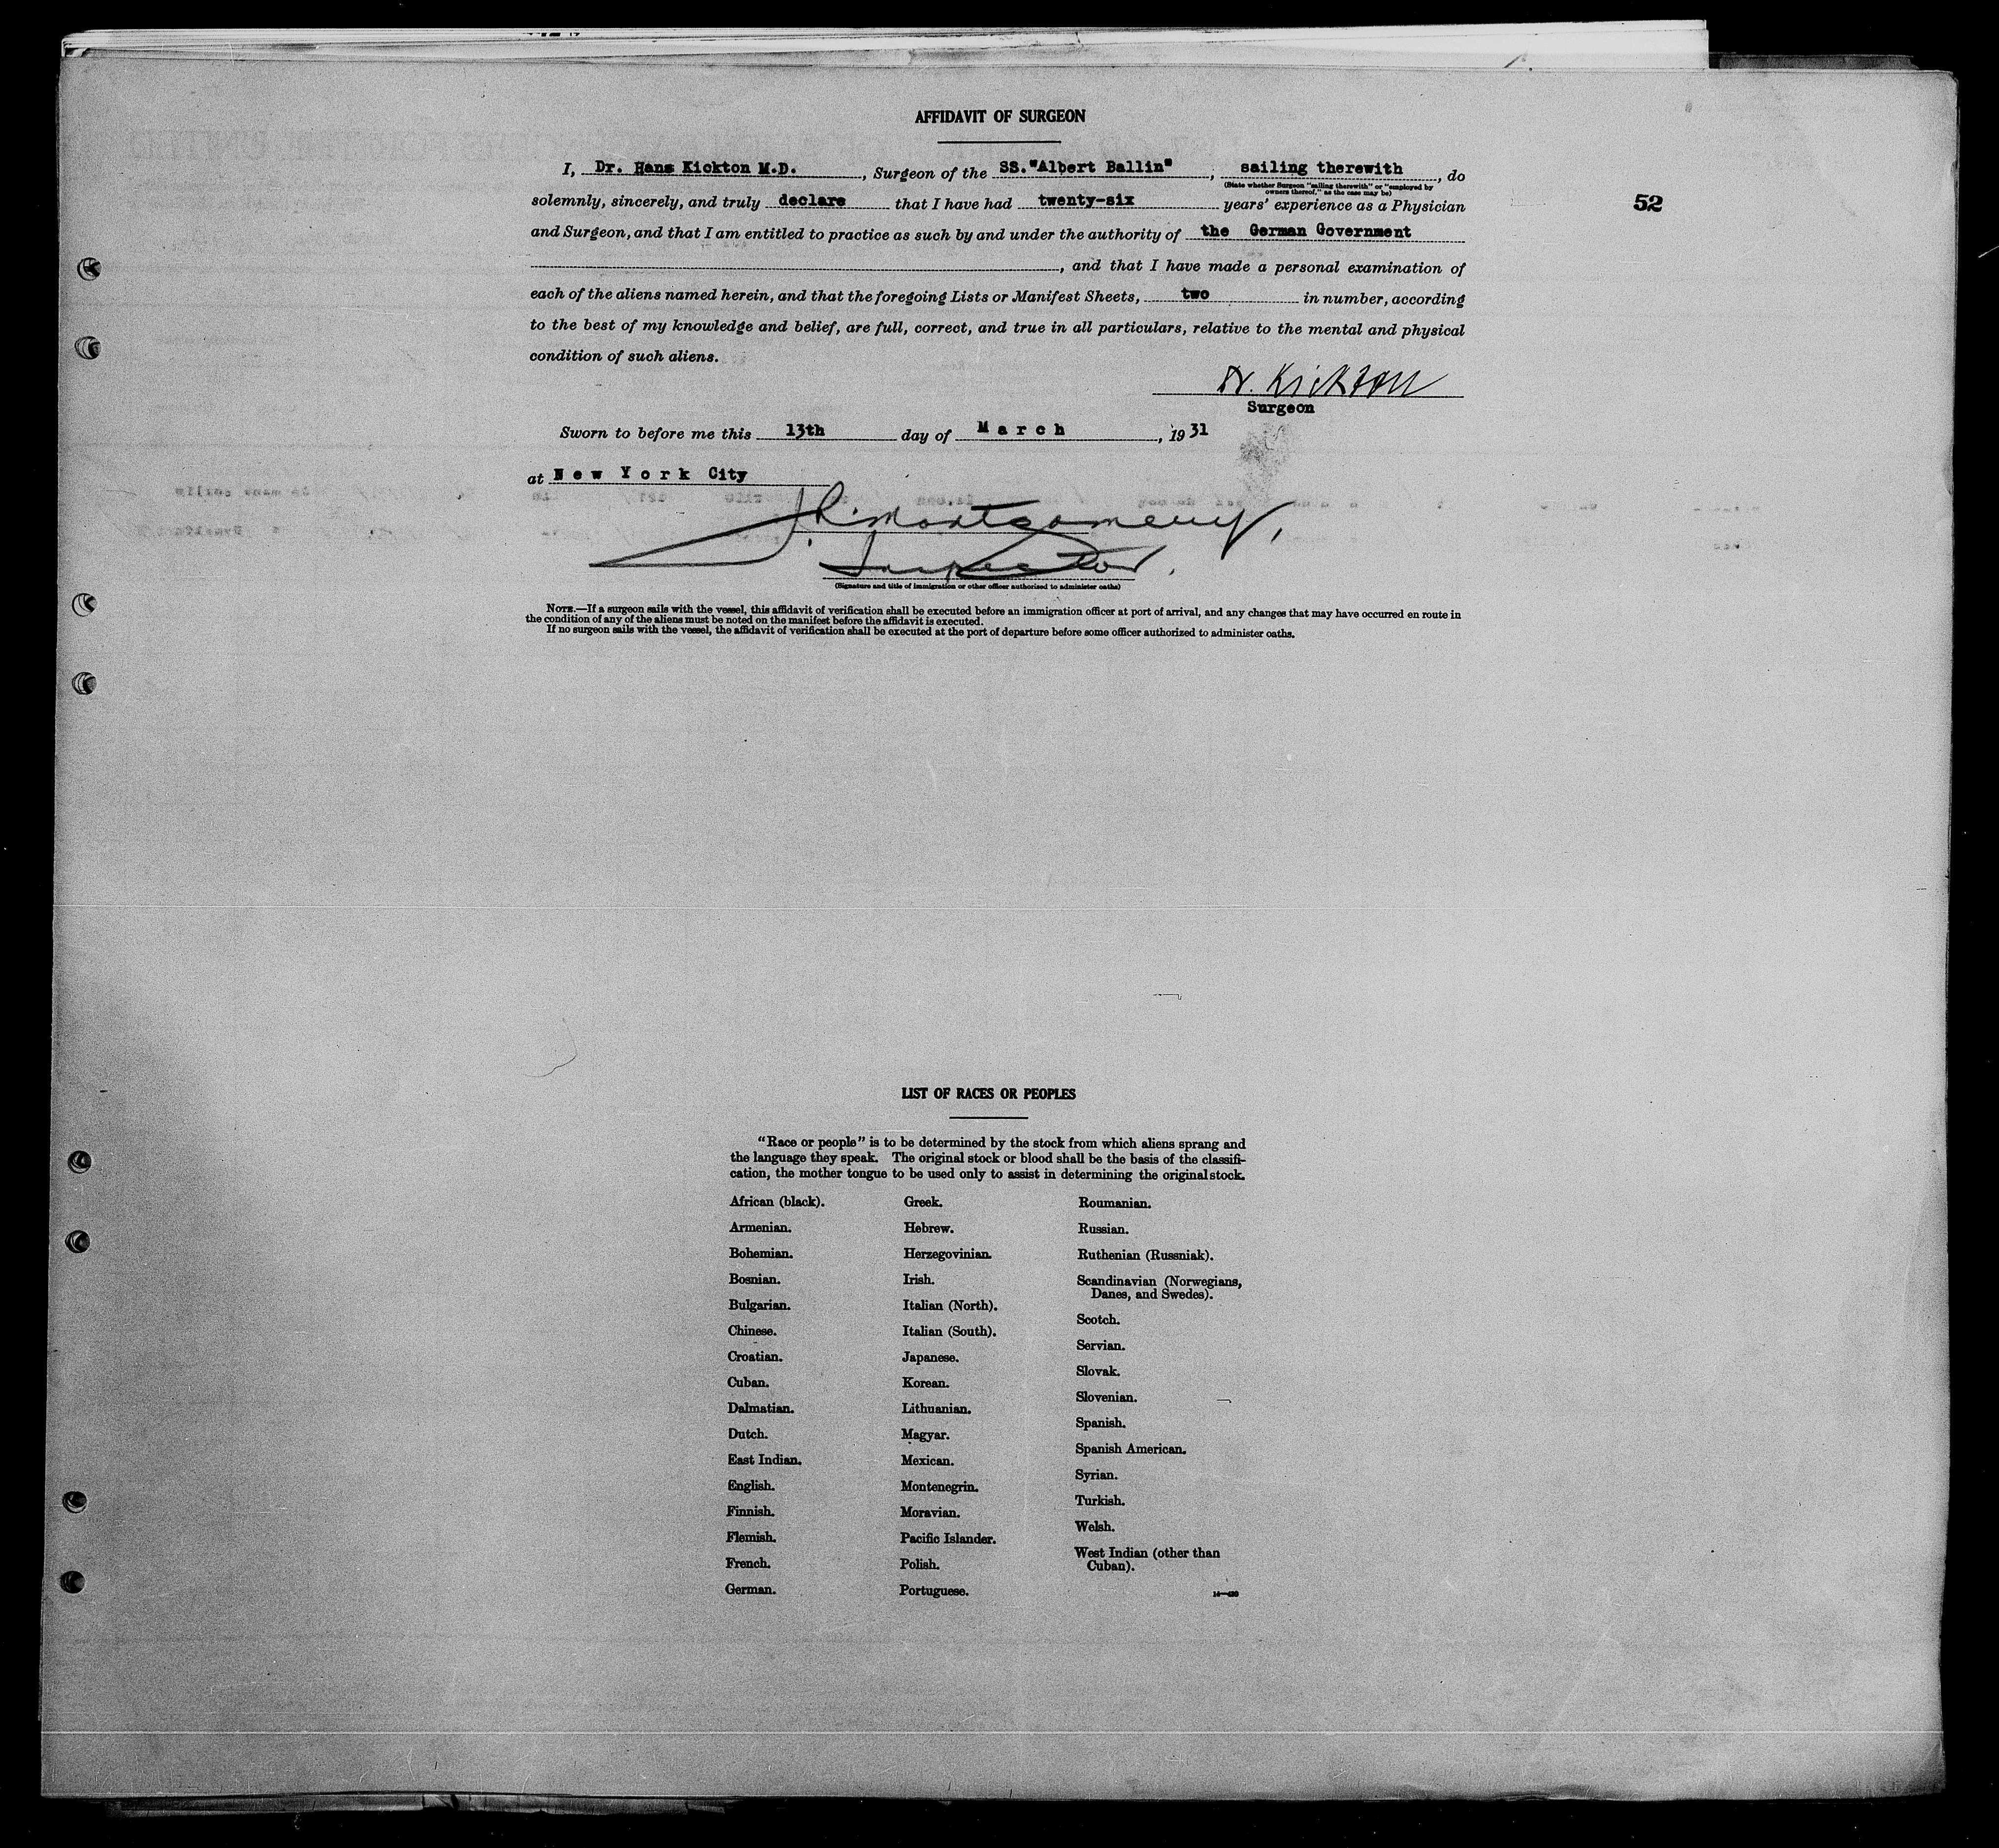 AFFIDAVIT OF SURGEON
I, Dr. Hans Kickton M.D. , Surgeon of the SS."Albert Ballin" , sailing therewith , do
(State whether Surgeon "sailing therewith" or "employed by
owners thereof," as the case may be)
solemnly, sincerely, and truly declare that I have had twenty-six years' experience as a Physician
52
and Surgeon, and that I am entitled to practice as such by and under the authority of the German Government
, and that I have made a personal examination of
each of the aliens named herein, and that the foregoing Lists or Manifest Sheets, two in number, according
to the best of my knowledge and belief, are full, correct, and true in all particulars, relative to the mental and physical
condition of such aliens.
Dr. Kickton
Surgeon
Sworn to before me this 13th day of March , 1931
at New York City
Montgomery,
Inspector.
(Signature and title of immigration or other officer authorized to administer oaths)
NOTE.—If a surgeon sails with the vessel, this affidavit of verification shall be executed before an immigration officer at port of arrival, and any changes that may have occurred en route in
the condition of any of the aliens must be noted on the manifest before the affidavit is executed.
If no surgeon sails with the vessel, the affidavit of verification shall be executed at the port of departure before some officer authorized to administer oaths.
LIST OF RACES OR PEOPLES
"Race or people" is to be determined by the stock from which aliens sprang and
the language they speak. The original stock or blood shall be the basis of the classifi-
cation, the mother tongue to be used only to assist in determining the original stock.
African (black).
Armenian.
Bohemian.
Bosnian.
Bulgarian.
Chinese.
Croatian.
Cuban.
Dalmatian.
Dutch.
East Indian.
English.
Finnish.
Flemish.
French.
German.
Greek.
Hebrew.
Herzegovinian.
Irish.
Italian (North).
Italian (South).
Japanese.
Korean.
Lithuanian.
Magyar.
Mexican.
Montenegrin.
Moravian.
Pacific Islander.
Polish.
Portuguese.
Roumanian.
Russian.
Ruthenian (Russniak).
Scandinavian (Norwegians,
Danes, and Swedes).
Scotch.
Servian.
Slovak.
Slovenian.
Spanish.
Spanish American.
Syrian.
Turkish.
Welsh.
West Indian (other than
Cuban).